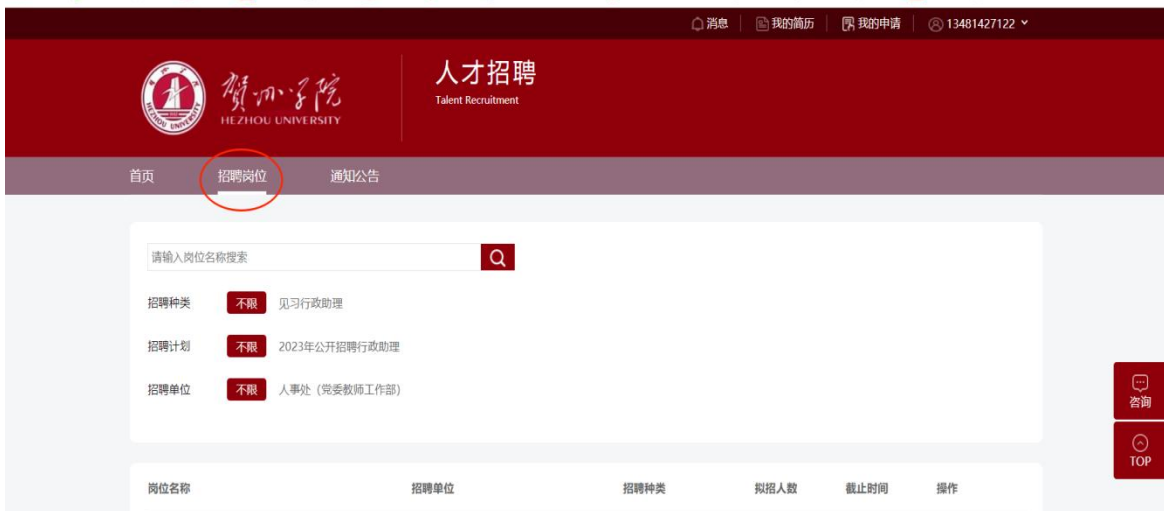 消息 我的简历 我的申请 13481427122
贺州学院
HEZHOU UNIVERSITY
人才招聘
Talent Recruitment
首页 招聘岗位 通知公告
请输入岗位名称搜索
招聘种类 不限 见习行政助理
招聘计划 不限 2023年公开招聘行政助理
招聘单位 不限 人事处（党委教师工作部）
咨询
TOP
岗位名称 招聘单位 招聘种类 拟招人数 截止时间 操作